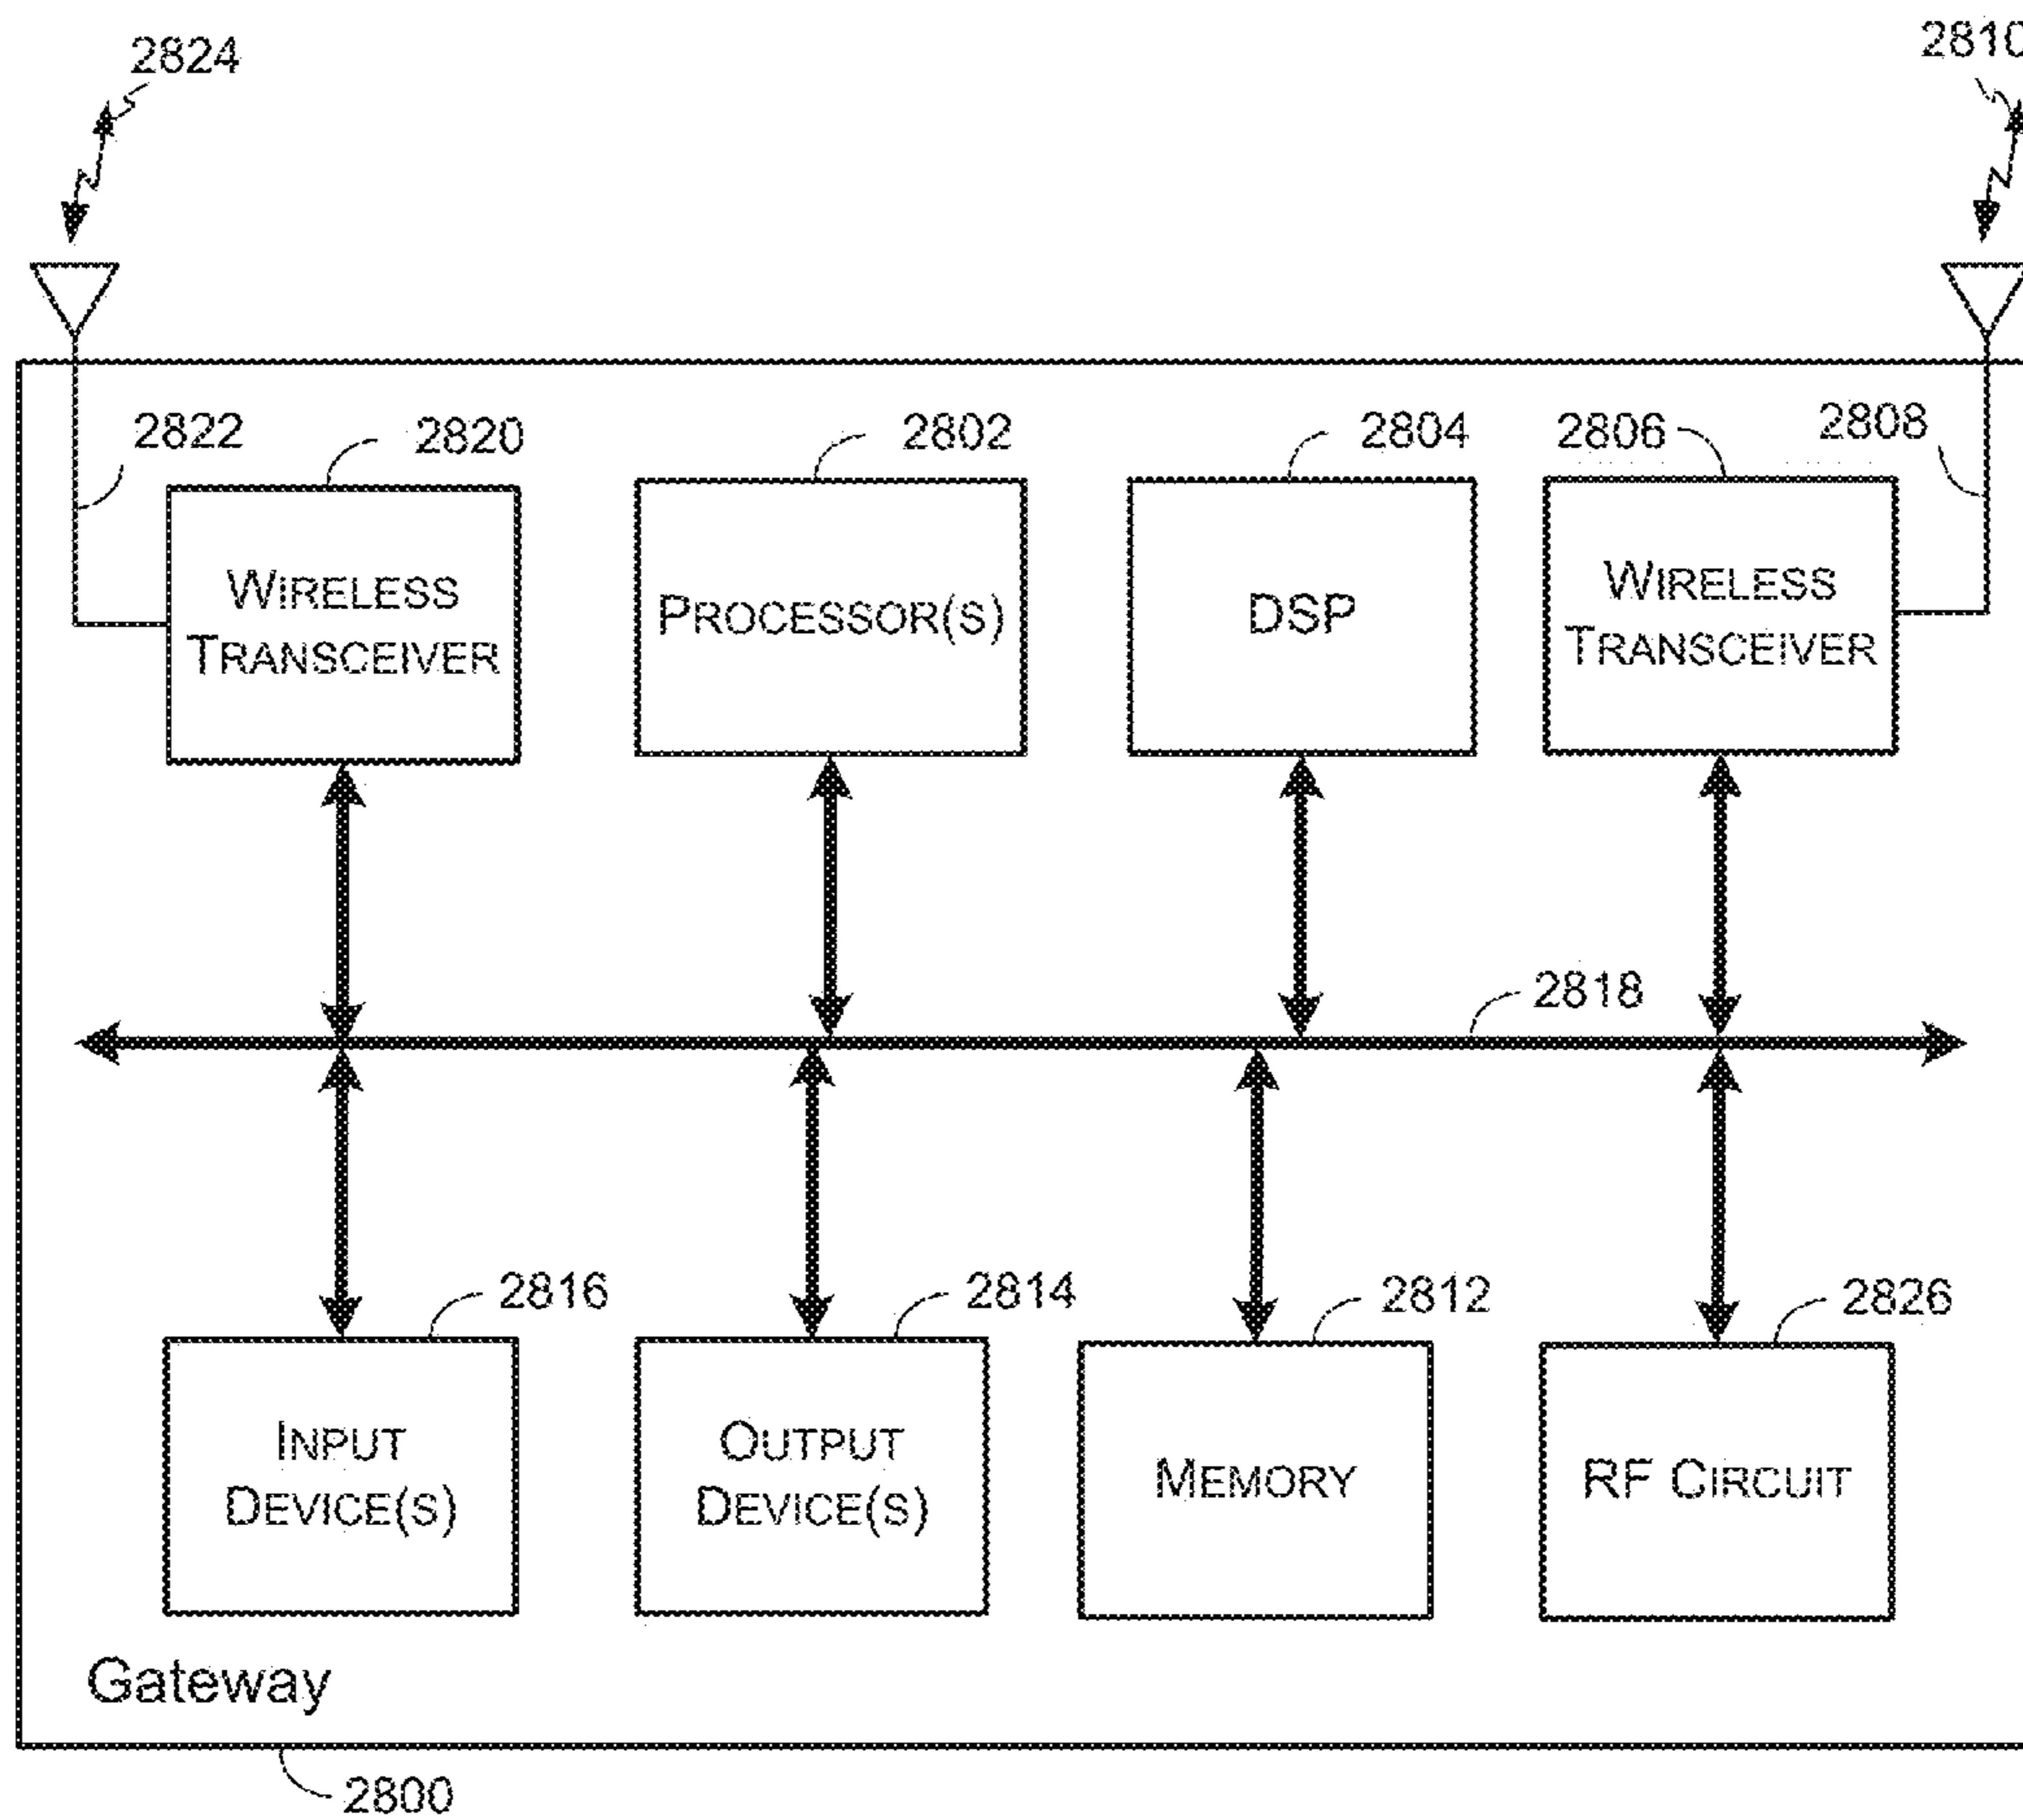 2824
2810
2822
2820
2802
2804
2806
2808
WIRELESS
TRANSCEIVER
PROCESSOR(S)
DSP
WIRELESS
TRANSCEIVER
2818
2816
2814
2812
2826
INPUT
DEVICE(S)
OUTPUT
DEVICE(S)
MEMORY
RF CIRCUIT
Gateway
2800